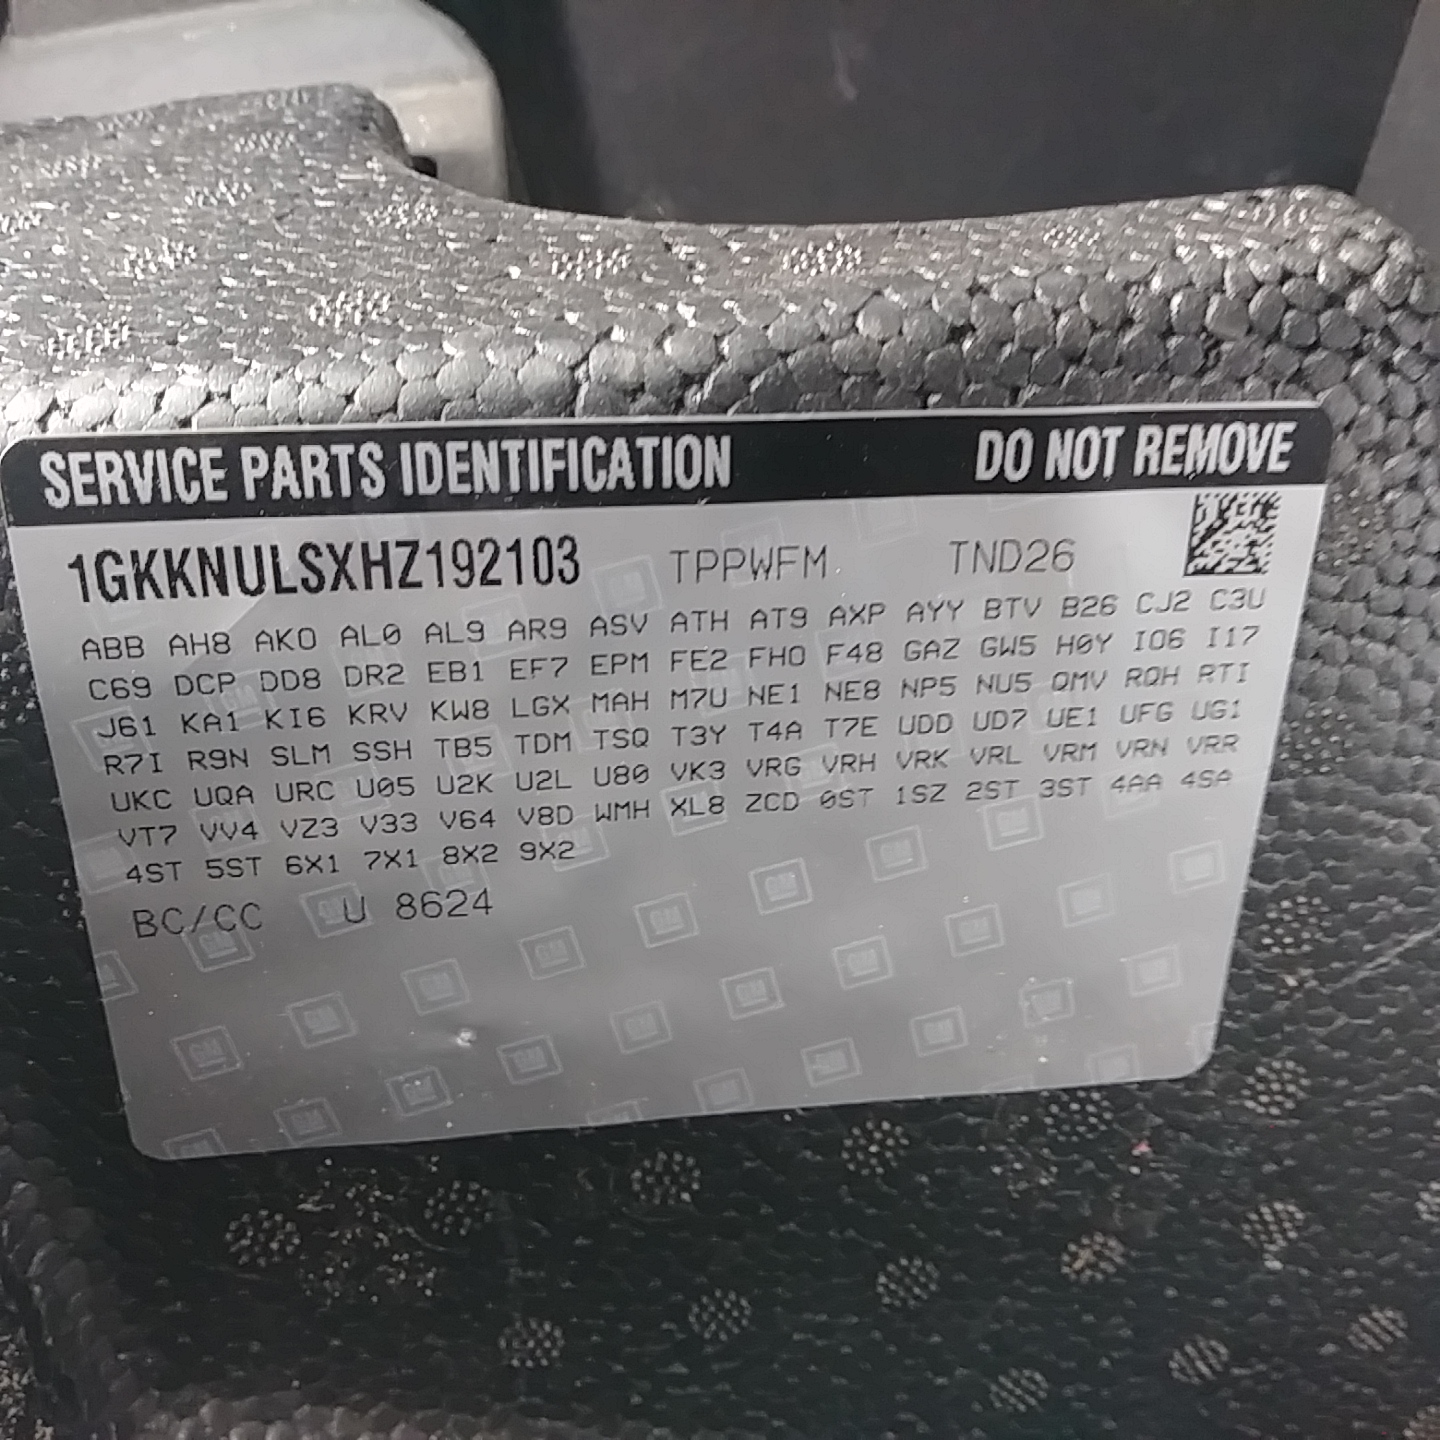 SERVICE PARTS IDENTIFICATION DO NOT REMOVE
1GKKNULSXHZ192103 TPPWFM TND26
ABB AH8 AKO AL0 AL9 AR9 ASV ATH AT9 AXP AYY BTV B26 CJ2 C3U
C69 DCP DD8 DR2 EB1 EF7 EPM FE2 FHO F48 GAZ GW5 H0Y IO6 I17
J61 KA1 KI6 KRV KW8 LGX MAH M7U NE1 NE8 NP5 NU5 QMV RQH RTI
R7I R9N SLM SSH TB5 TDM TSQ T3Y T4A T7E UDD UD7 UE1 UFG UG1
UKC UQA URC U05 U2K U2L U80 VK3 VRG VRH VRK VRL VRM VRN VRR
VT7 VV4 VZ3 V33 V64 V8D WMH XL8 ZCD 0ST 1SZ 2ST 3ST 4AA 4SA
4ST 5ST 6X1 7X1 8X2 9X2
BC/CC U 8624